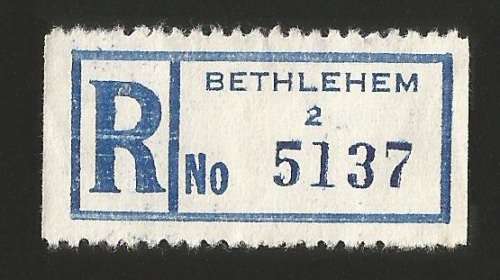 R
BETHLEHEM
2
No 5137